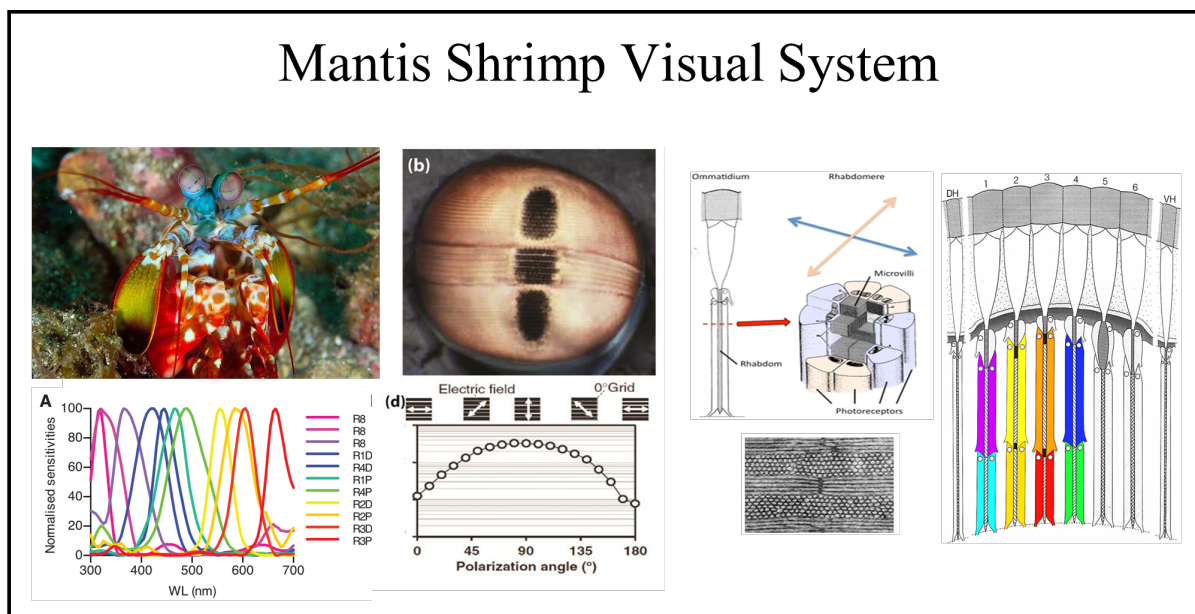 Mantis Shrimp Visual System
(b)
Ommatidium
Rhabdomere
Microvilli
Rhabdom
Photoreceptors
DH
1
2
3
4
5
6
VH
A
Normalised sensitivities
100
80
60
40
20
0
300
400
500
600
700
WL (nm)
R8
R8
R8
R1D
R4D
R1P
R4P
R2D
R2P
R3D
R3P
(d)
Electric field
0°Grid
0
45
90
135
180
Polarization angle (°)